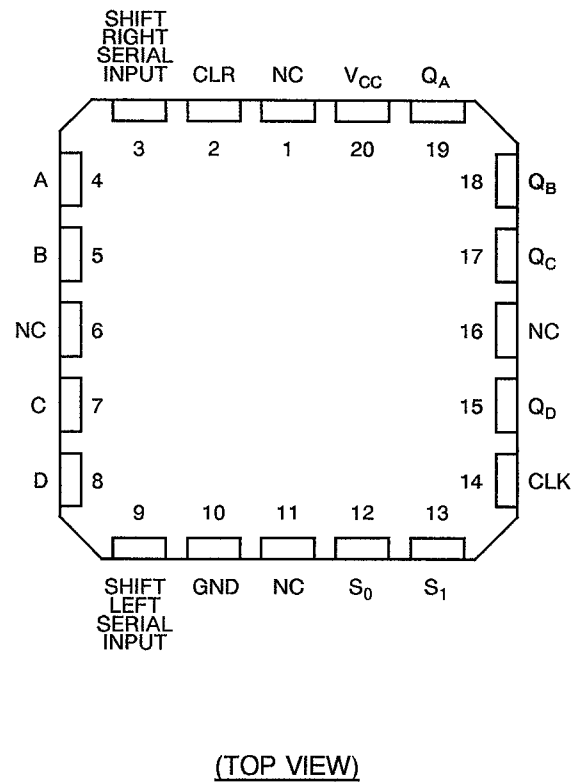 SHIFT
RIGHT
SERIAL
INPUT CLR NC VCC QA
3 2 1 20 19
A 4 18 QB
B 5 17 QC
NC 6 16 NC
C 7 15 QD
D 8 14 CLK
9 10 11 12 13
SHIFT GND NC S0 S1
LEFT
SERIAL
INPUT
(TOP VIEW)